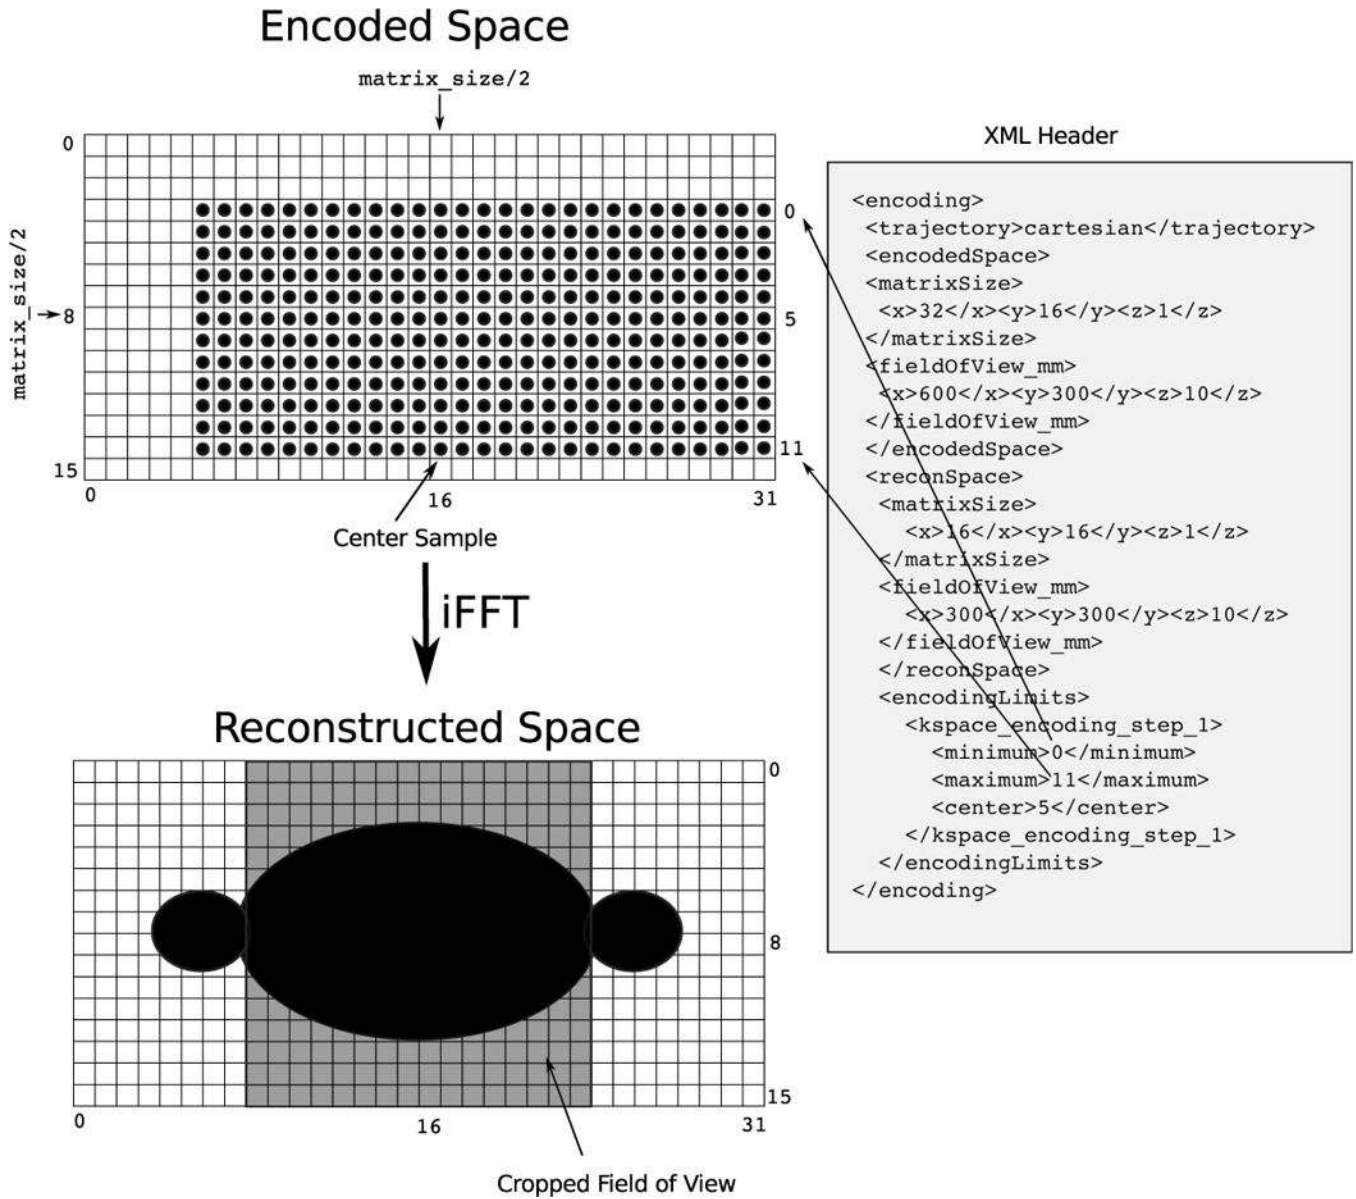 Encoded Space
matrix_size/2
0
matrix_size/2
8
15
0
16
31
0
5
11
Center Sample
iFFT
Reconstructed Space
0
8
15
0
16
31
Cropped Field of View
XML Header
<encoding>
<trajectory>cartesian</trajectory>
<encodedSpace>
<matrixSize>
<x>32</x><y>16</y><z>1</z>
</matrixSize>
<fieldOfView_mm>
<x>600</x><y>300</y><z>10</z>
</fieldOfView_mm>
</encodedSpace>
<reconSpace>
<matrixSize>
<x>16</x><y>16</y><z>1</z>
</matrixSize>
<fieldOfView_mm>
<x>300</x><y>300</y><z>10</z>
</fieldOfView_mm>
</reconSpace>
<encodingLimits>
<kspace_encoding_step_1>
<minimum>0</minimum>
<maximum>11</maximum>
<center>5</center>
</kspace_encoding_step_1>
</encodingLimits>
</encoding>